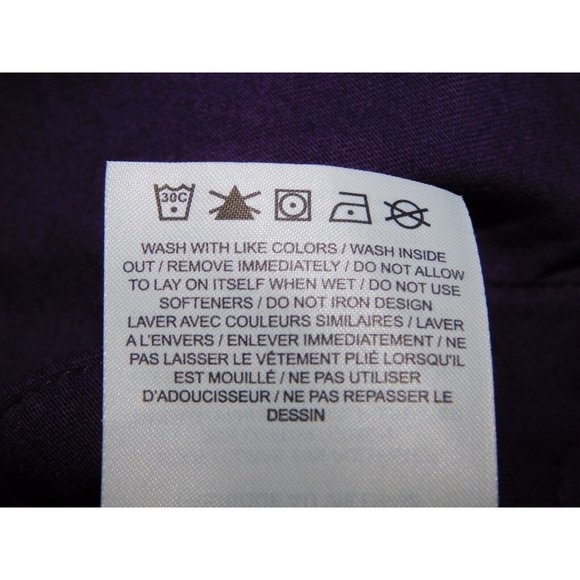 30C
WASH WITH LIKE COLORS / WASH INSIDE
OUT / REMOVE IMMEDIATELY / DO NOT ALLOW
TO LAY ON ITSELF WHEN WET / DO NOT USE
SOFTENERS / DO NOT IRON DESIGN
LAVER AVEC COULEURS SIMILAIRES / LAVER
A L'ENVERS / ENLEVER IMMEDIATEMENT / NE
PAS LAISSER LE VÊTEMENT PLIÉ LORSQU'IL
EST MOUILLÉ / NE PAS UTILISER
D'ADOUCISSEUR / NE PAS REPASSER LE
DESSIN